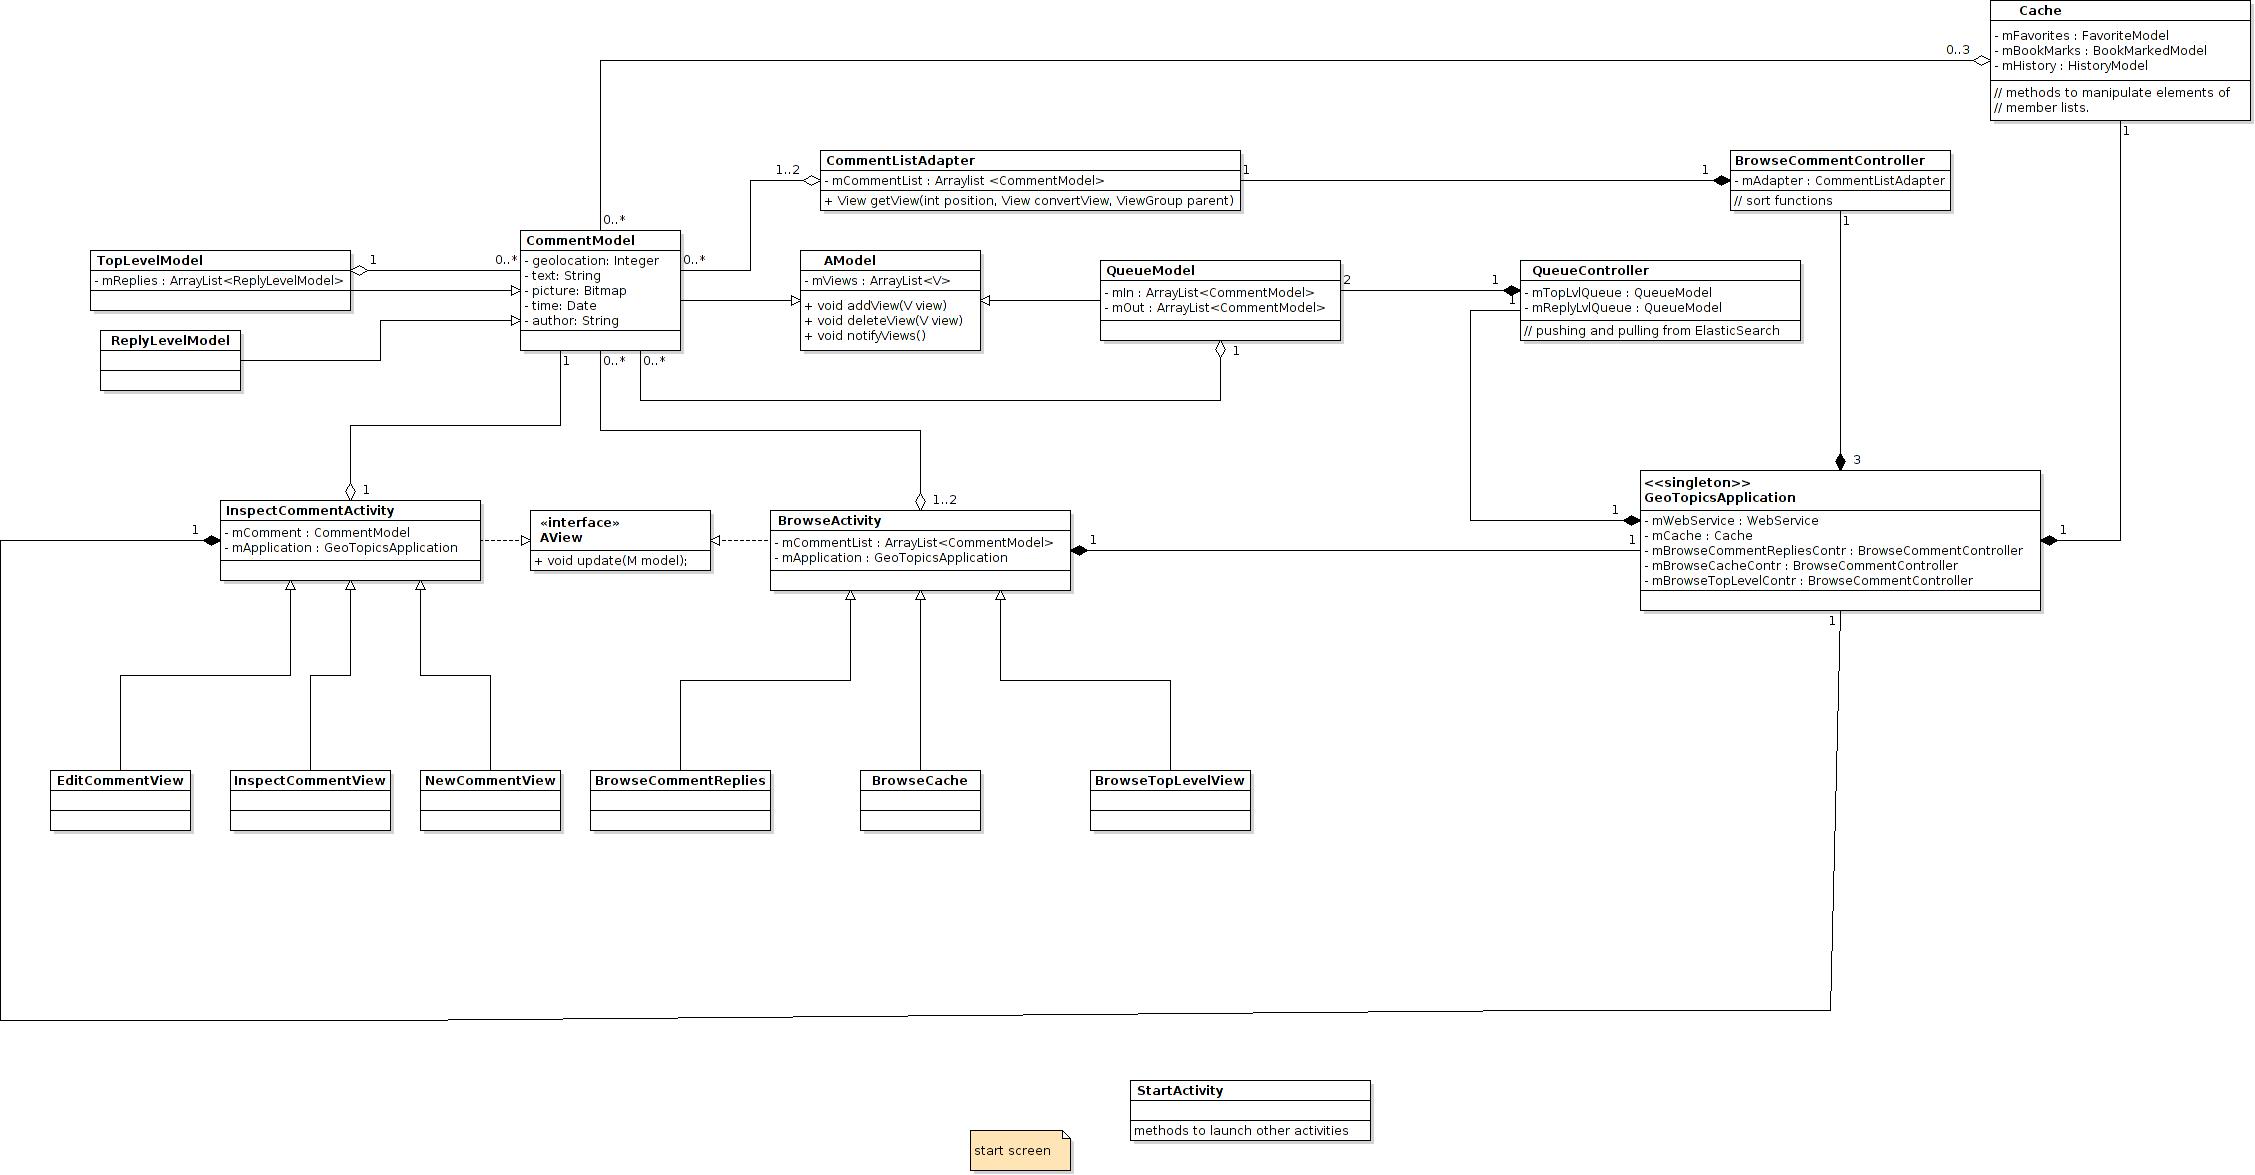 Cache
- mFavorites : FavoriteModel
- mBookMarks : BookMarkedModel
- mHistory : HistoryModel
// methods to manipulate elements of
// member lists.
0..3
1
CommentListAdapter
- mCommentList : Arraylist <CommentModel>
+ View getView(int position, View convertView, ViewGroup parent)
1..2
1
1
BrowseCommentController
- mAdapter : CommentListAdapter
// sort functions
1
0..*
TopLevelModel
- mReplies : ArrayList<ReplyLevelModel>
1
0..*
CommentModel
- geolocation: Integer
- text: String
- picture: Bitmap
- time: Date
- author: String
0..*
AModel
- mViews : ArrayList<V>
+ void addView(V view)
+ void deleteView(V view)
+ void notifyViews()
QueueModel
- mIn : ArrayList<CommentModel>
- mOut : ArrayList<CommentModel>
2
1
1
QueueController
- mTopLvlQueue : QueueModel
- mReplyLvlQueue : QueueModel
// pushing and pulling from ElasticSearch
ReplyLevelModel
1
0..*
0..*
1
1
InspectCommentActivity
- mComment : CommentModel
- mApplication : GeoTopicsApplication
1
«interface»
AView
+ void update(M model);
1..2
BrowseActivity
- mCommentList : ArrayList<CommentModel>
- mApplication : GeoTopicsApplication
1
3
1
1
<<singleton>>
GeoTopicsApplication
- mWebService : WebService
- mCache : Cache
- mBrowseCommentRepliesContr : BrowseCommentController
- mBrowseCacheContr : BrowseCommentController
- mBrowseTopLevelContr : BrowseCommentController
1
1
EditCommentView
InspectCommentView
NewCommentView
BrowseCommentReplies
BrowseCache
BrowseTopLevelView
StartActivity
methods to launch other activities
start screen